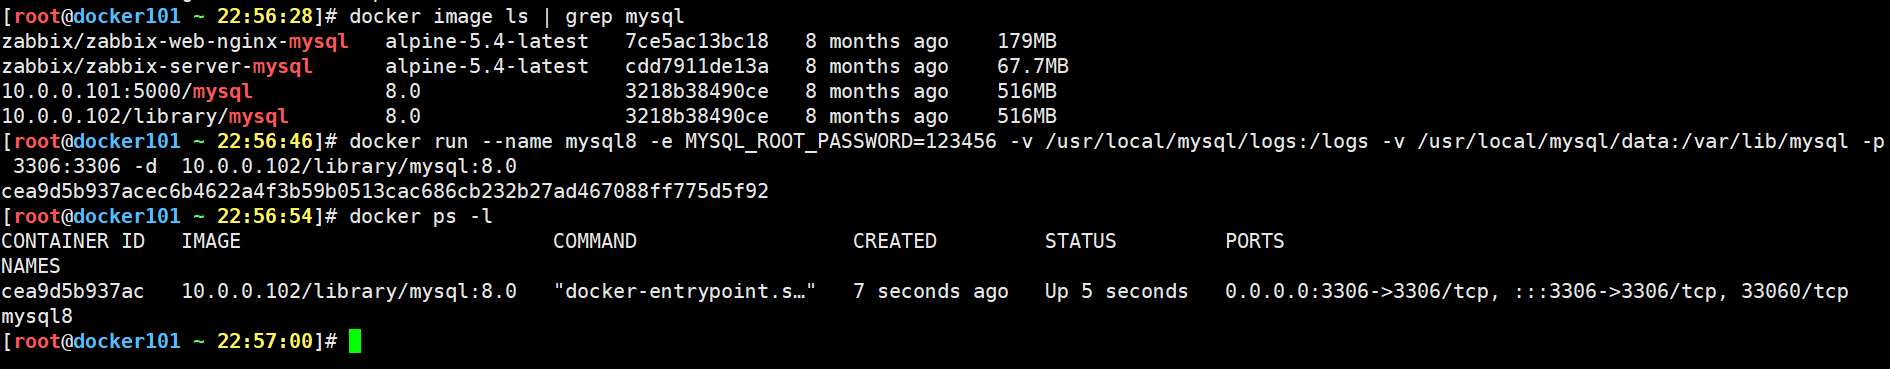 [root@docker101 ~ 22:56:28]# docker image ls | grep mysql
zabbix/zabbix-web-nginx-mysql   alpine-5.4-latest   7ce5ac13bc18   8 months ago    179MB
zabbix/zabbix-server-mysql      alpine-5.4-latest   cdd7911de13a   8 months ago    67.7MB
10.0.0.101:5000/mysql           8.0                 3218b38490ce   8 months ago    516MB
10.0.0.102/library/mysql        8.0                 3218b38490ce   8 months ago    516MB
[root@docker101 ~ 22:56:46]# docker run --name mysql8 -e MYSQL_ROOT_PASSWORD=123456 -v /usr/local/mysql/logs:/logs -v /usr/local/mysql/data:/var/lib/mysql -p
 3306:3306 -d  10.0.0.102/library/mysql:8.0
cea9d5b937acec6b4622a4f3b59b0513cac686cb232b27ad467088ff775d5f92
[root@docker101 ~ 22:56:54]# docker ps -l
CONTAINER ID   IMAGE                          COMMAND                  CREATED         STATUS         PORTS
NAMES
cea9d5b937ac   10.0.0.102/library/mysql:8.0   "docker-entrypoint.s…"   7 seconds ago   Up 5 seconds   0.0.0.0:3306->3306/tcp, :::3306->3306/tcp, 33060/tcp
mysql8
[root@docker101 ~ 22:57:00]#